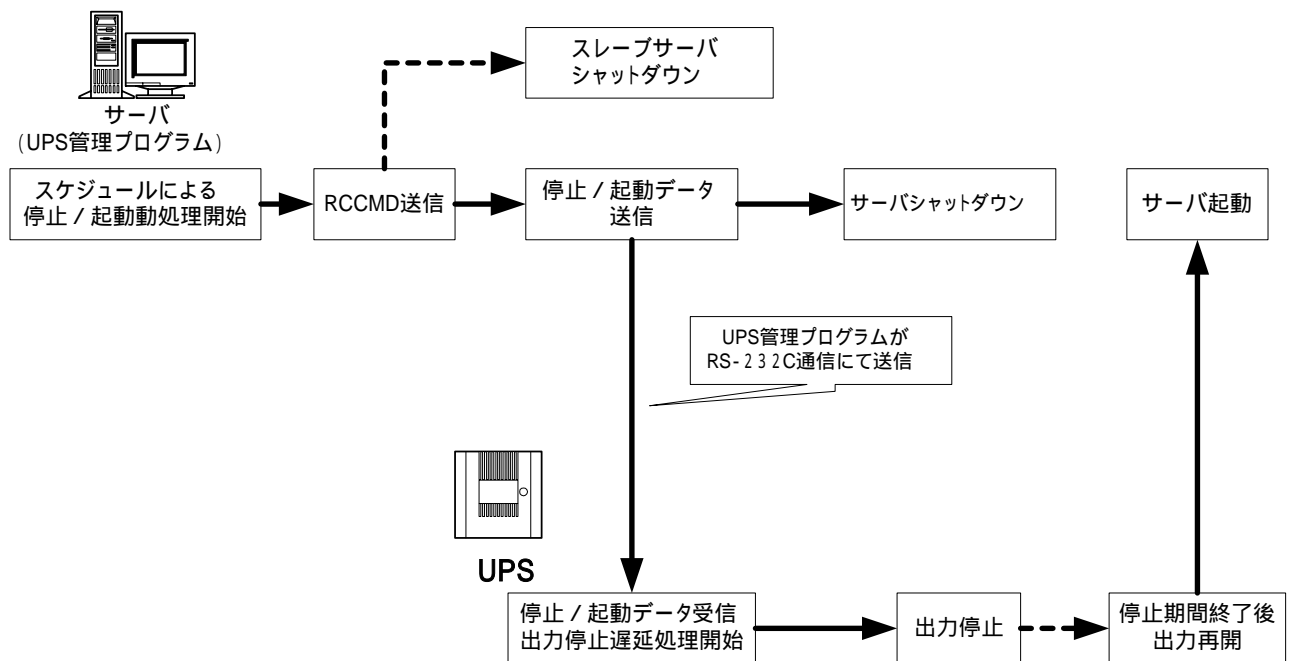 スレーブサーバ
シャットダウン
サーバ
(UPS管理プログラム)
スケジュールによる
停止／起動動処理開始
RCCMD送信
停止／起動データ
送信
サーバシャットダウン
サーバ起動
UPS管理プログラムが
RS-２３２C通信にて送信
UPS
停止／起動データ受信
出力停止遅延処理開始
出力停止
停止期間終了後
出力再開